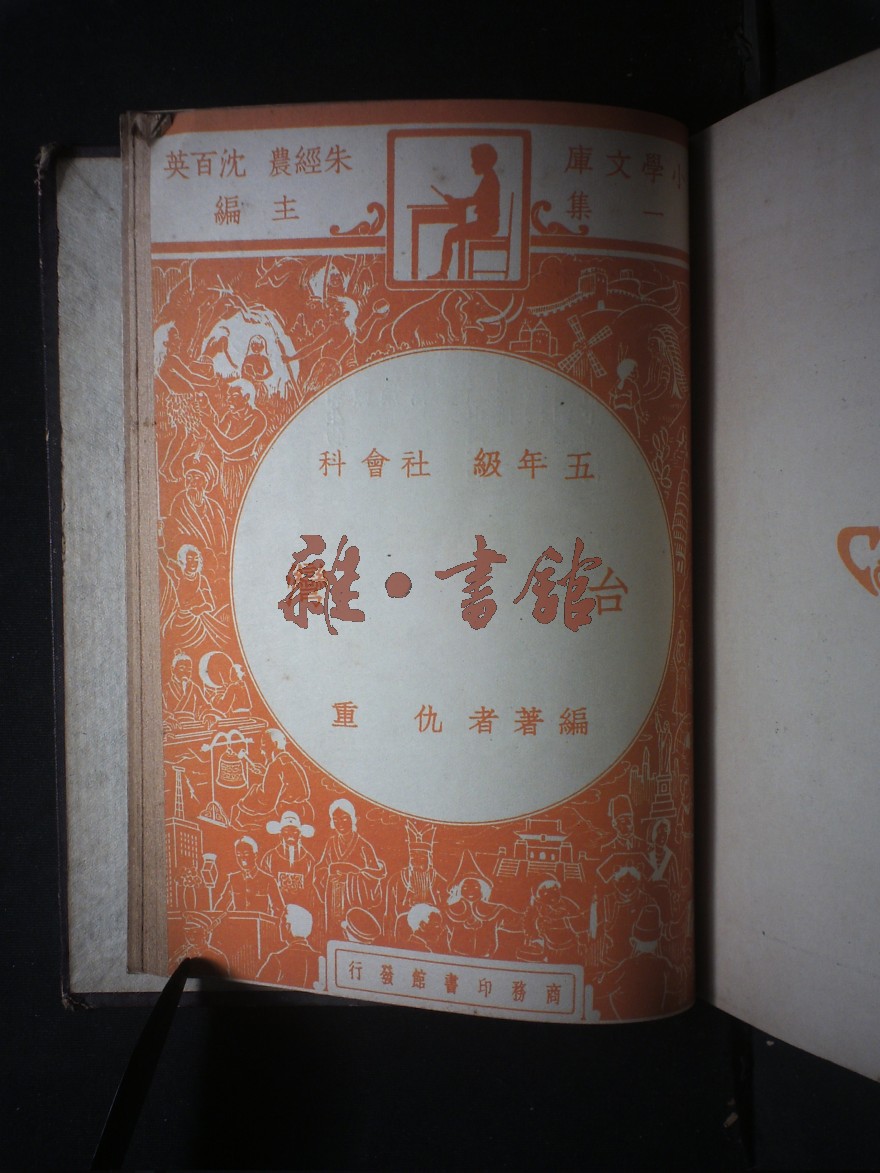 小學文庫
一集
朱經農 沈百英
主編
五年級 社會科
台
雜·書館
編著者仇重
商務印書館發行